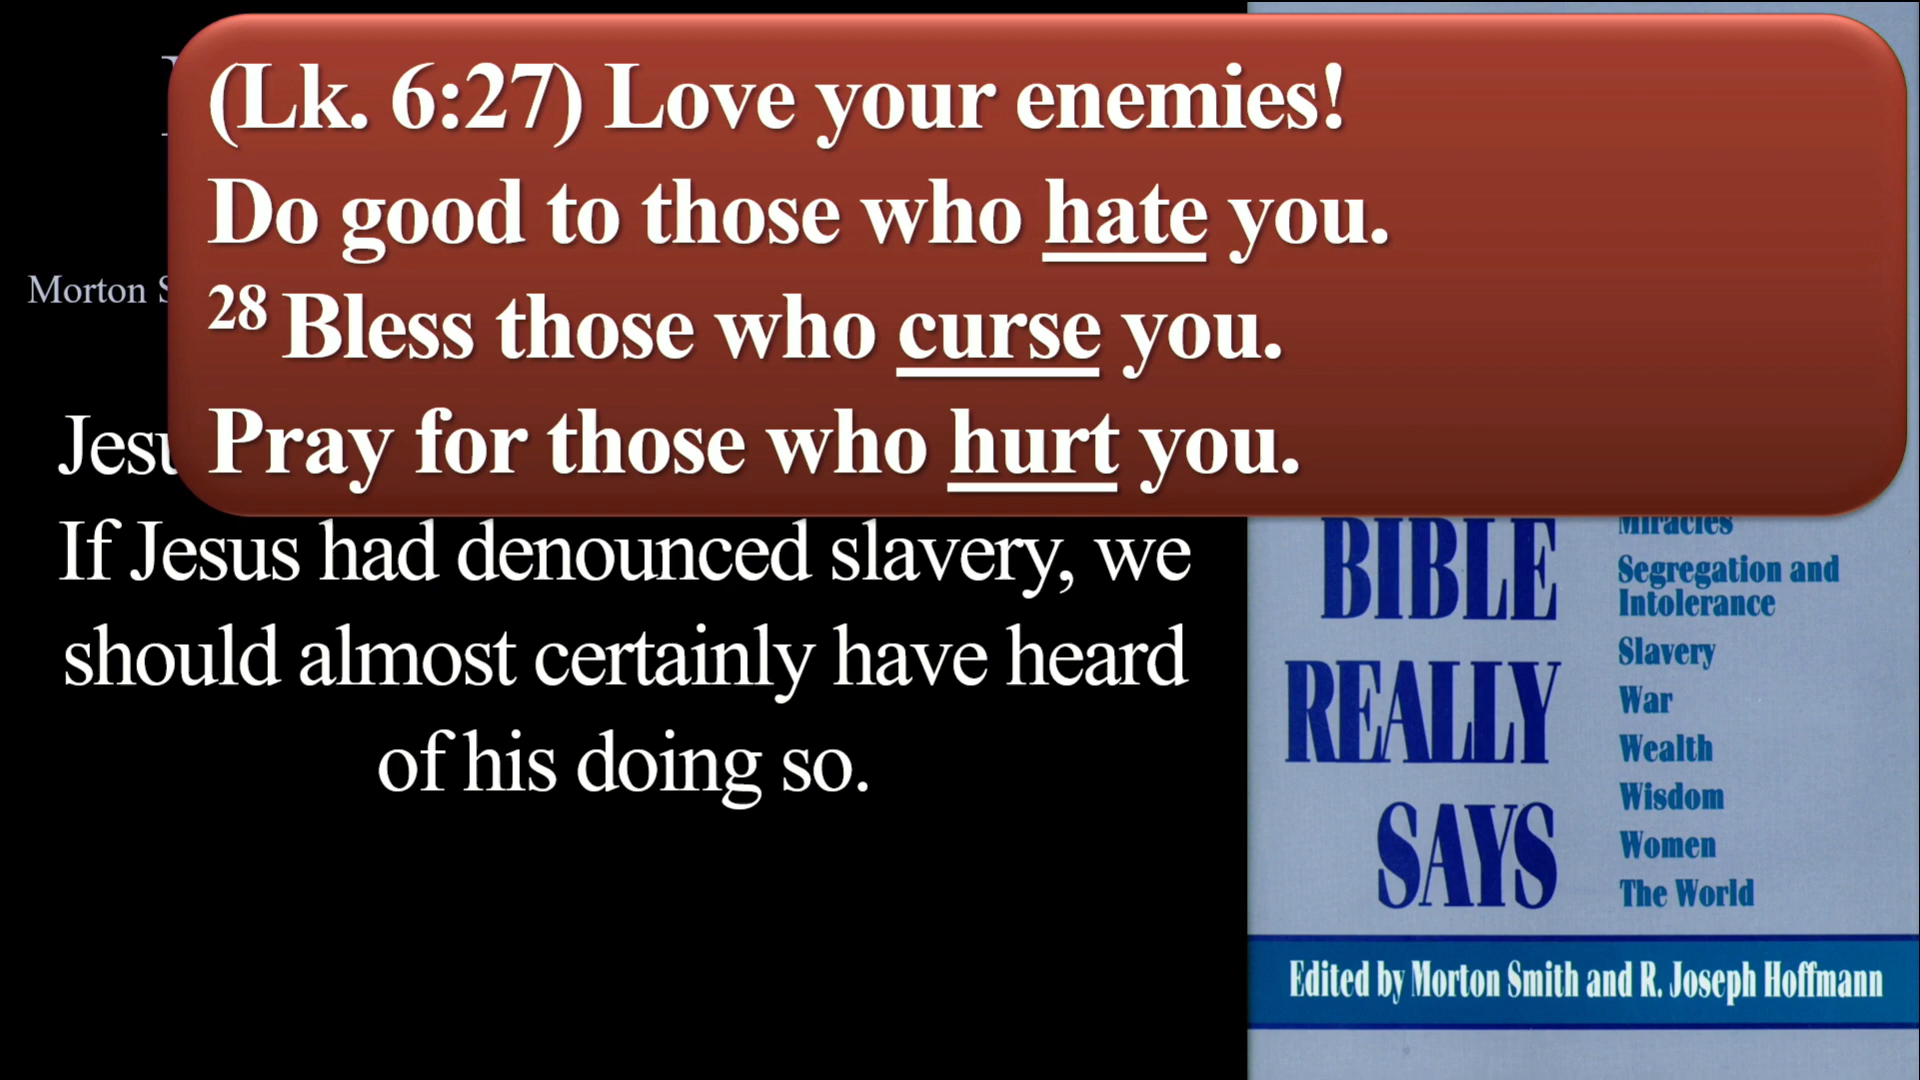 (Lk. 6:27) Love your enemies!
Do good to those who hate you.
28 Bless those who curse you.
Pray for those who hurt you.
Morton
If Jesus had denounced slavery, we
should almost certainly have heard
of his doing so.
BIBLE
REALLY
SAYS
Miracles
Segregation and
Intolerance
Slavery
War
Wealth
Wisdom
Women
The World
Edited by Morton Smith and R. Joseph Hoffmann